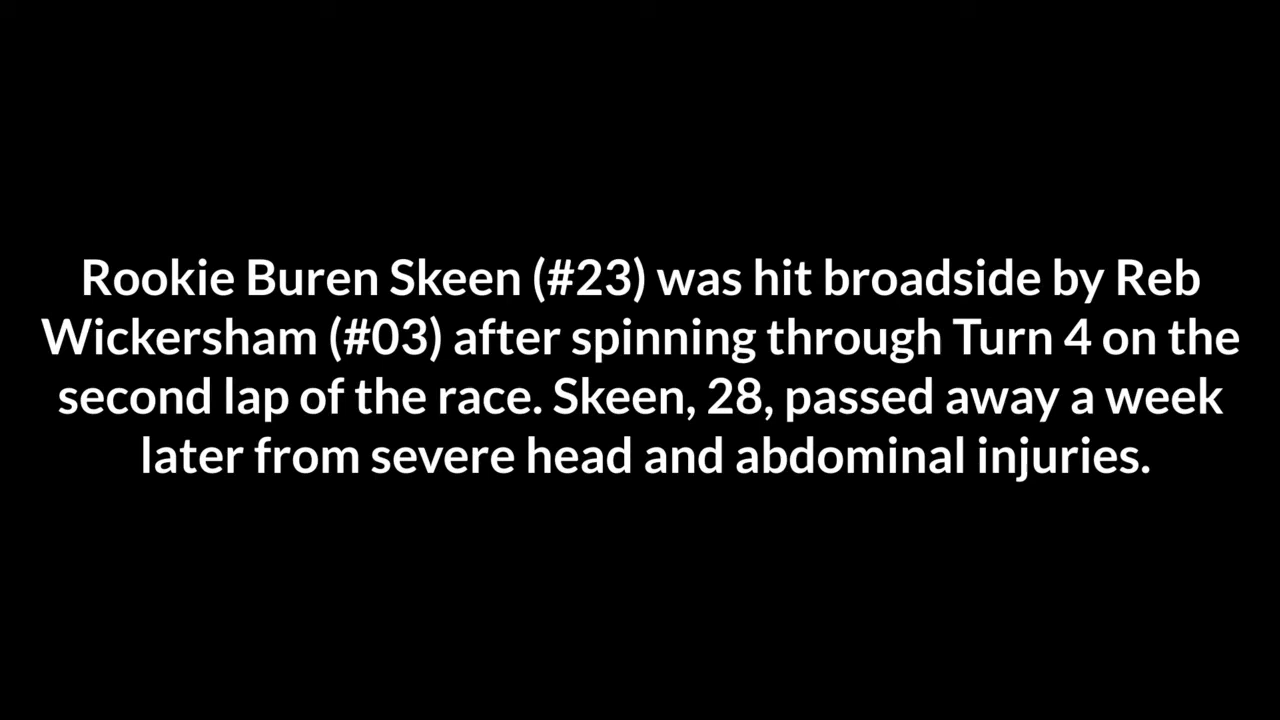 Rookie Buren Skeen (#23) was hit broadside by Reb
Wickersham (#03) after spinning through Turn 4 on the
second lap of the race. Skeen, 28, passed away a week
later from severe head and abdominal injuries.